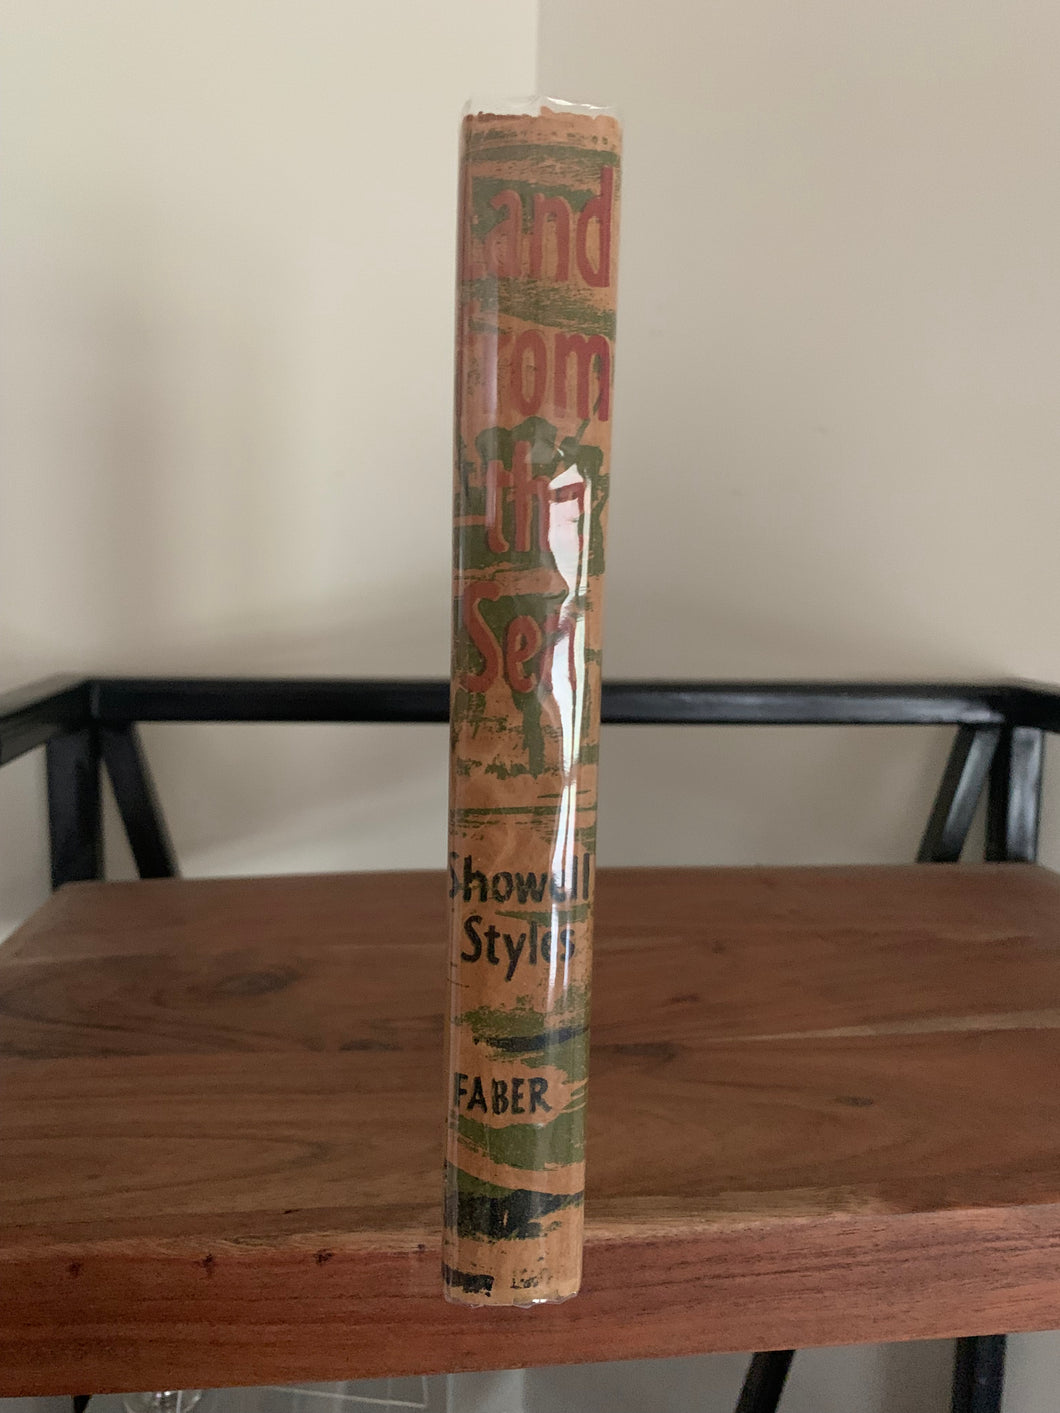 Land
from
the
Sea
Showell
Styles
FABER